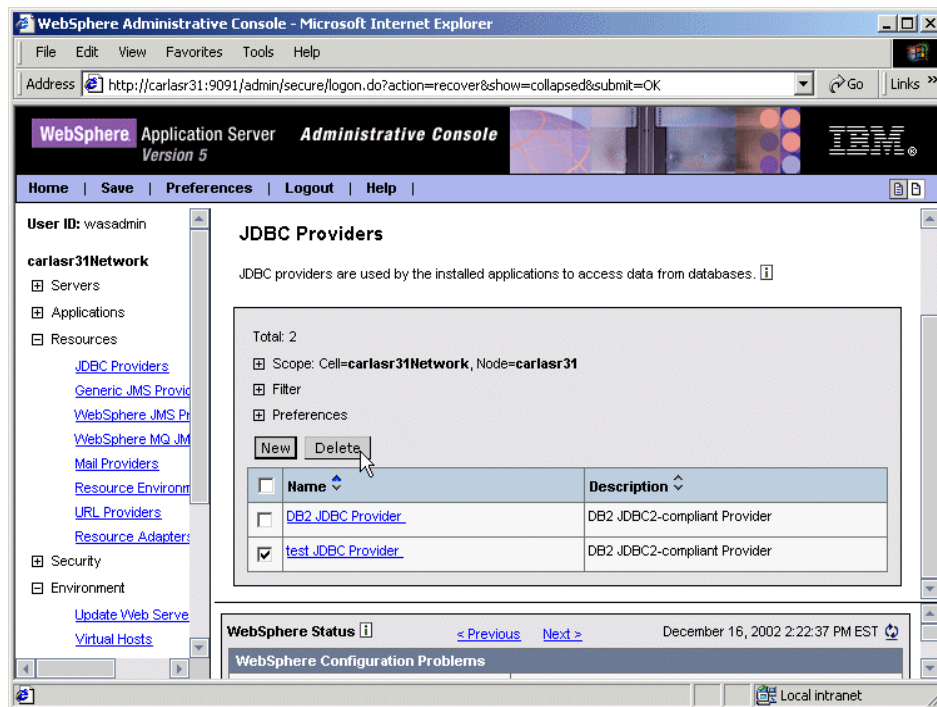 WebSphere Administrative Console - Microsoft Internet Explorer
File Edit View Favorites Tools Help
Address http://carlasr31:9091/admin/secure/logon.do?action=recover&show=collapsed&submit=OK Go Links »
WebSphere. Application Server Administrative Console
Version 5
IBM®
Home | Save | Preferences | Logout | Help |
User ID: wasadmin
carlasr31Network
Servers
Applications
Resources
JDBC Providers
Generic JMS Provid
WebSphere JMS Pr
WebSphere MQ JM
Mail Providers
Resource Environm
URL Providers
Resource Adapters
Security
Environment
Update Web Serve
Virtual Hosts
JDBC Providers
JDBC providers are used by the installed applications to access data from databases. i
Total: 2
Scope: Cell=carlasr31Network, Node=carlasr31
Filter
Preferences
New Delete
Name Description
DB2 JDBC Provider DB2 JDBC2-compliant Provider
test JDBC Provider DB2 JDBC2-compliant Provider
WebSphere Status i < Previous Next > December 16, 2002 2:22:37 PM EST
WebSphere Configuration Problems
Local intranet